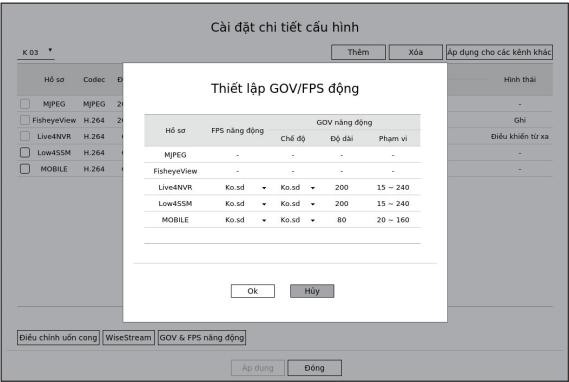 Cài đặt chi tiết cấu hình
K 03
Thêm
Xóa
Áp dụng cho các kênh khác
Hồ sơ Codec Hình thái
MJPEG MJPEG -
FisheyeView H.264 Ghi
Live4NVR H.264 Điều khiển từ xa
Low4SSM H.264 -
MOBILE H.264 -
Thiết lập GOV/FPS động
Hồ sơ FPS năng động GOV năng động
Chế độ Độ dài Phạm vi
MJPEG - - - -
FisheyeView - - - -
Live4NVR Ko.sd Ko.sd 200 15 ~ 240
Low4SSM Ko.sd Ko.sd 200 15 ~ 240
MOBILE Ko.sd Ko.sd 80 20 ~ 160
Ok
Hủy
Điều chỉnh uốn cong
WiseStream
GOV & FPS năng động
Áp dụng
Đóng